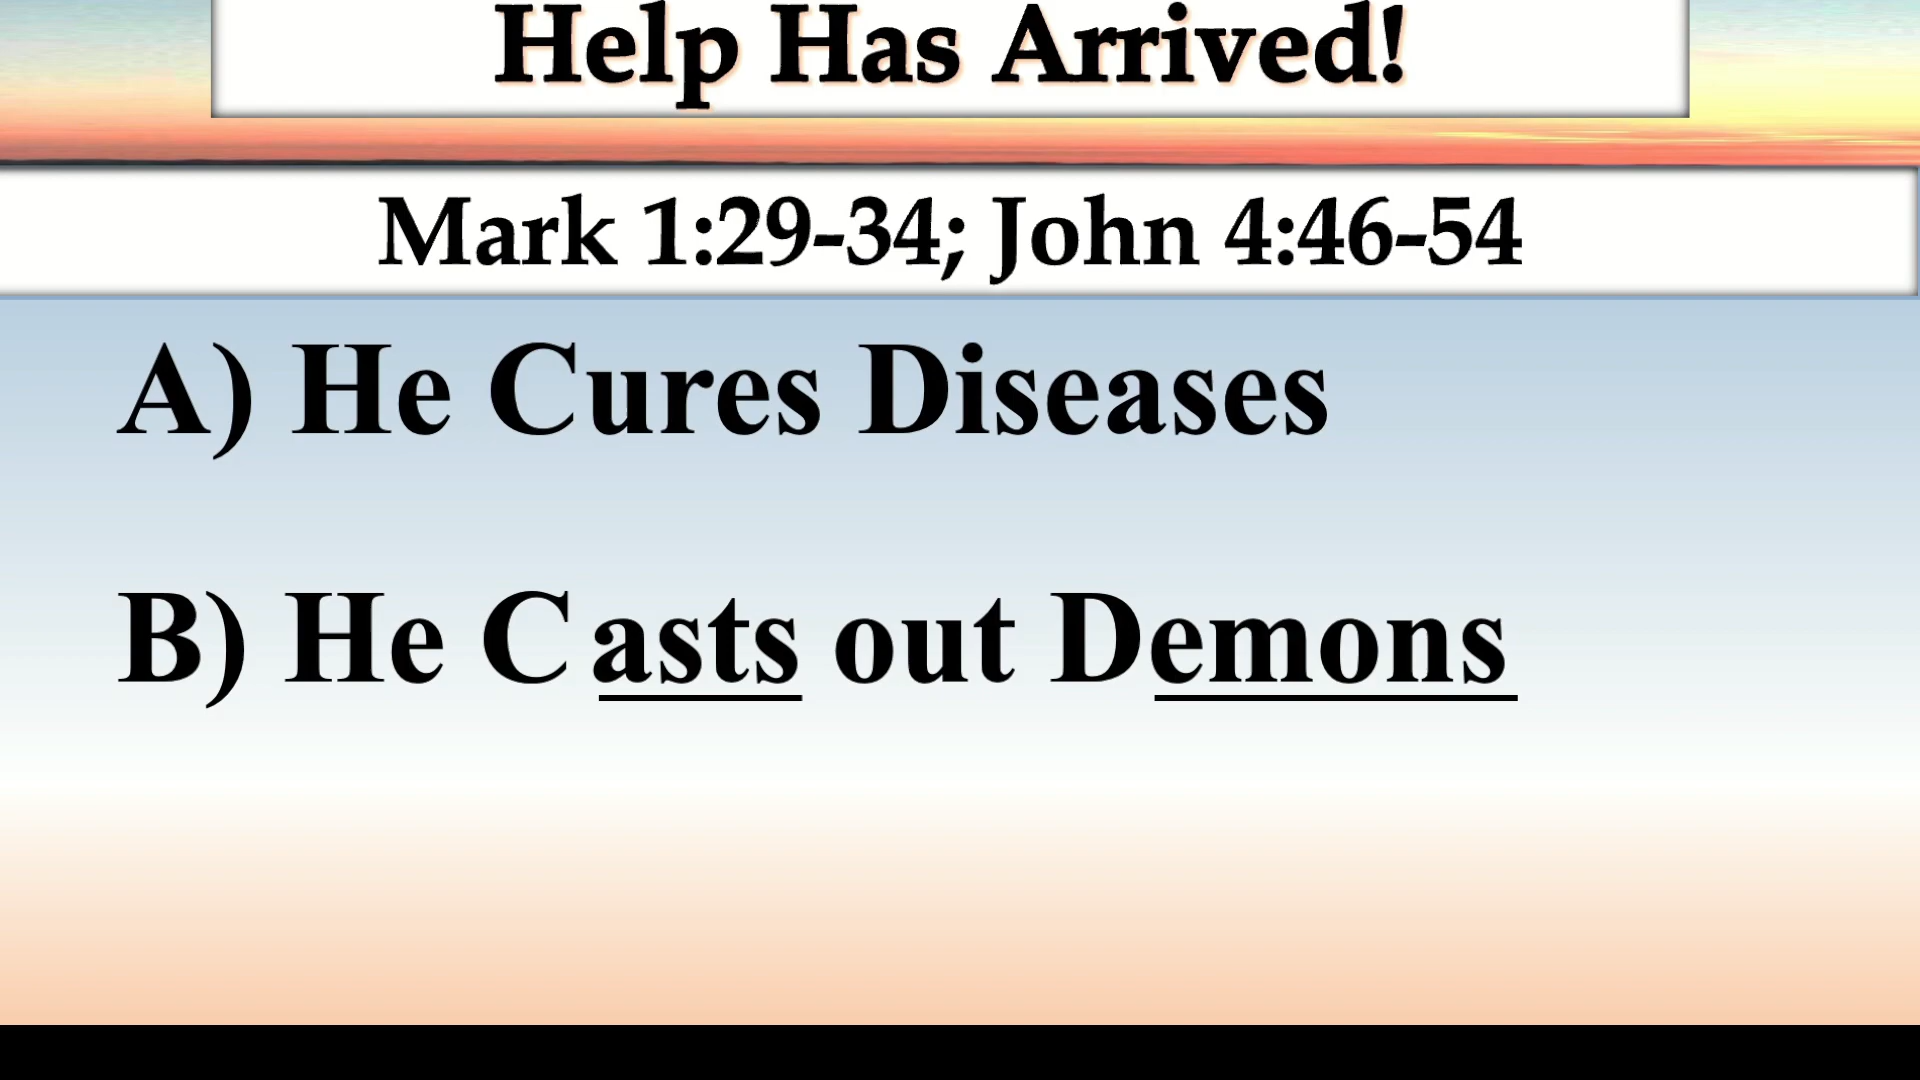 Help Has Arrived!
Mark 1:29-34; John 4:46-54
A) He Cures Diseases
B) He Casts out Demons